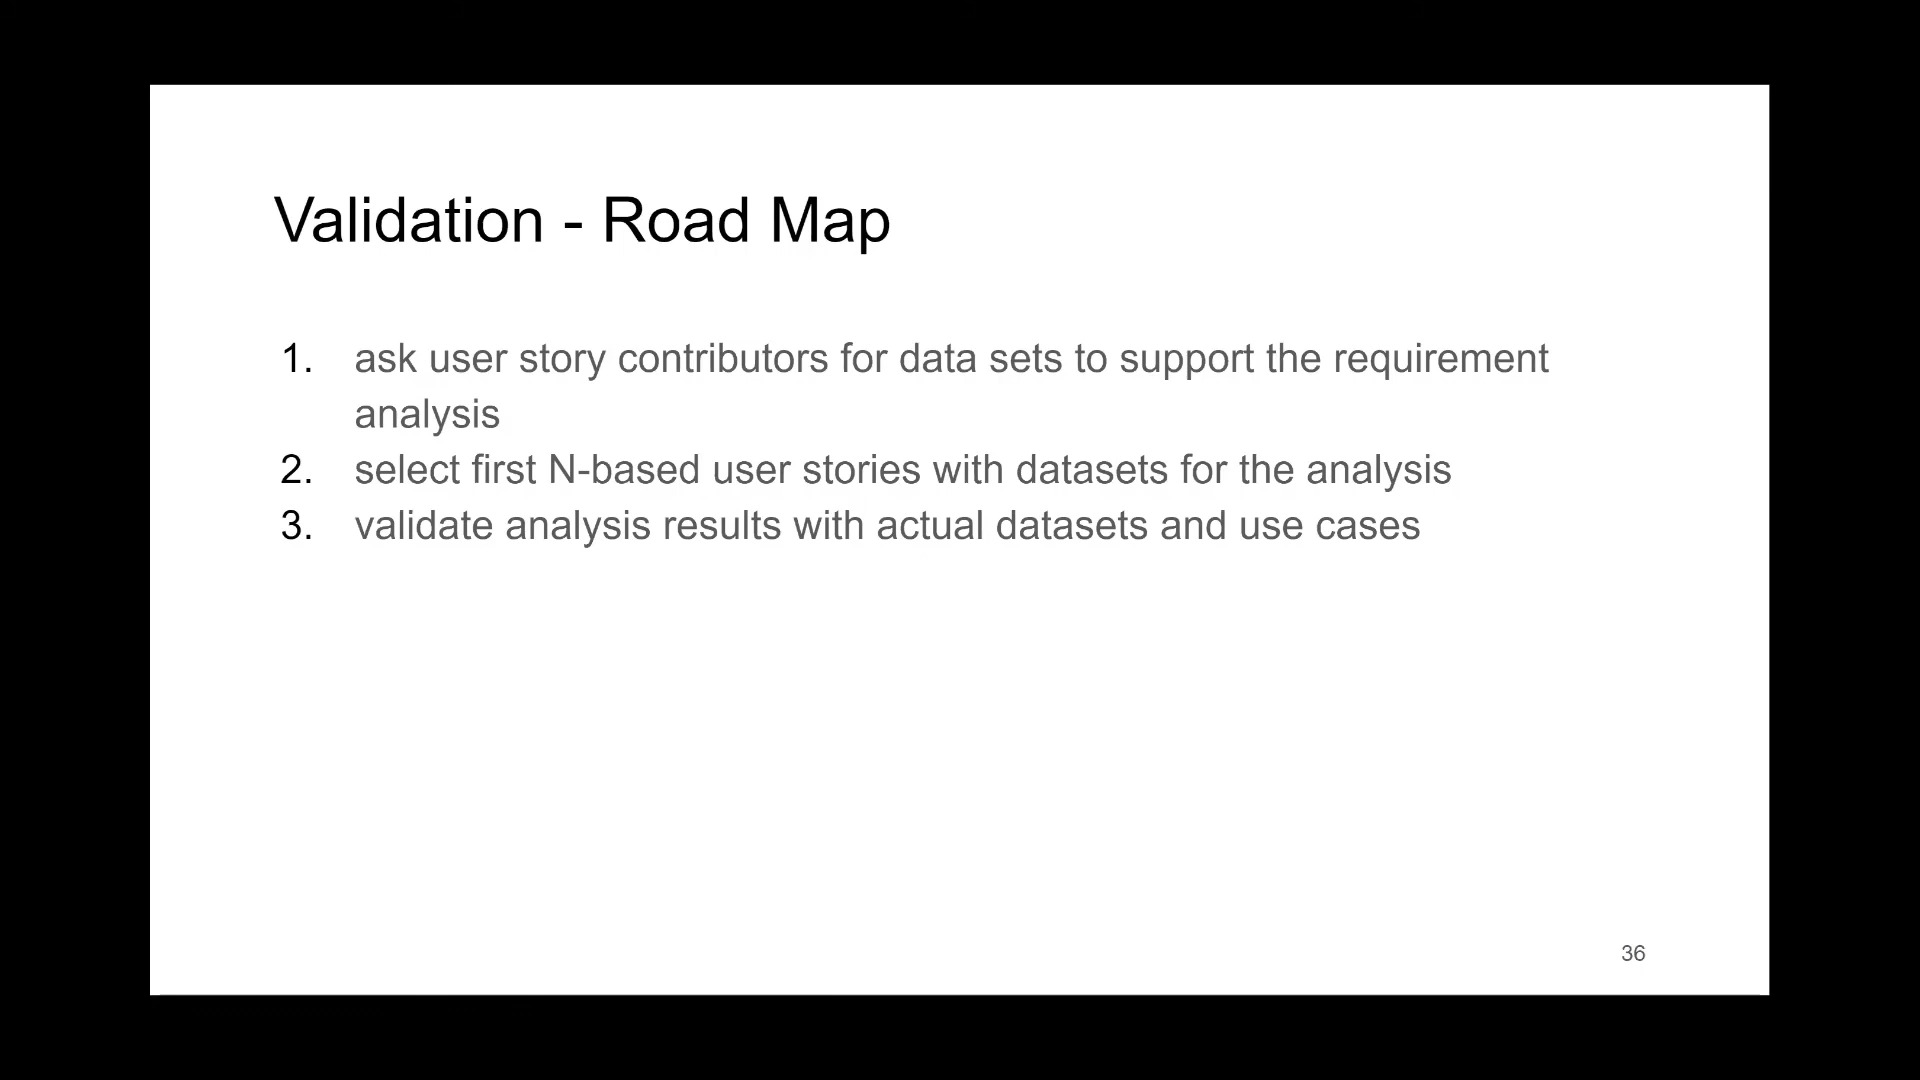 Validation - Road Map
1. ask user story contributors for data sets to support the requirement
analysis
2. select first N-based user stories with datasets for the analysis
3. validate analysis results with actual datasets and use cases
36